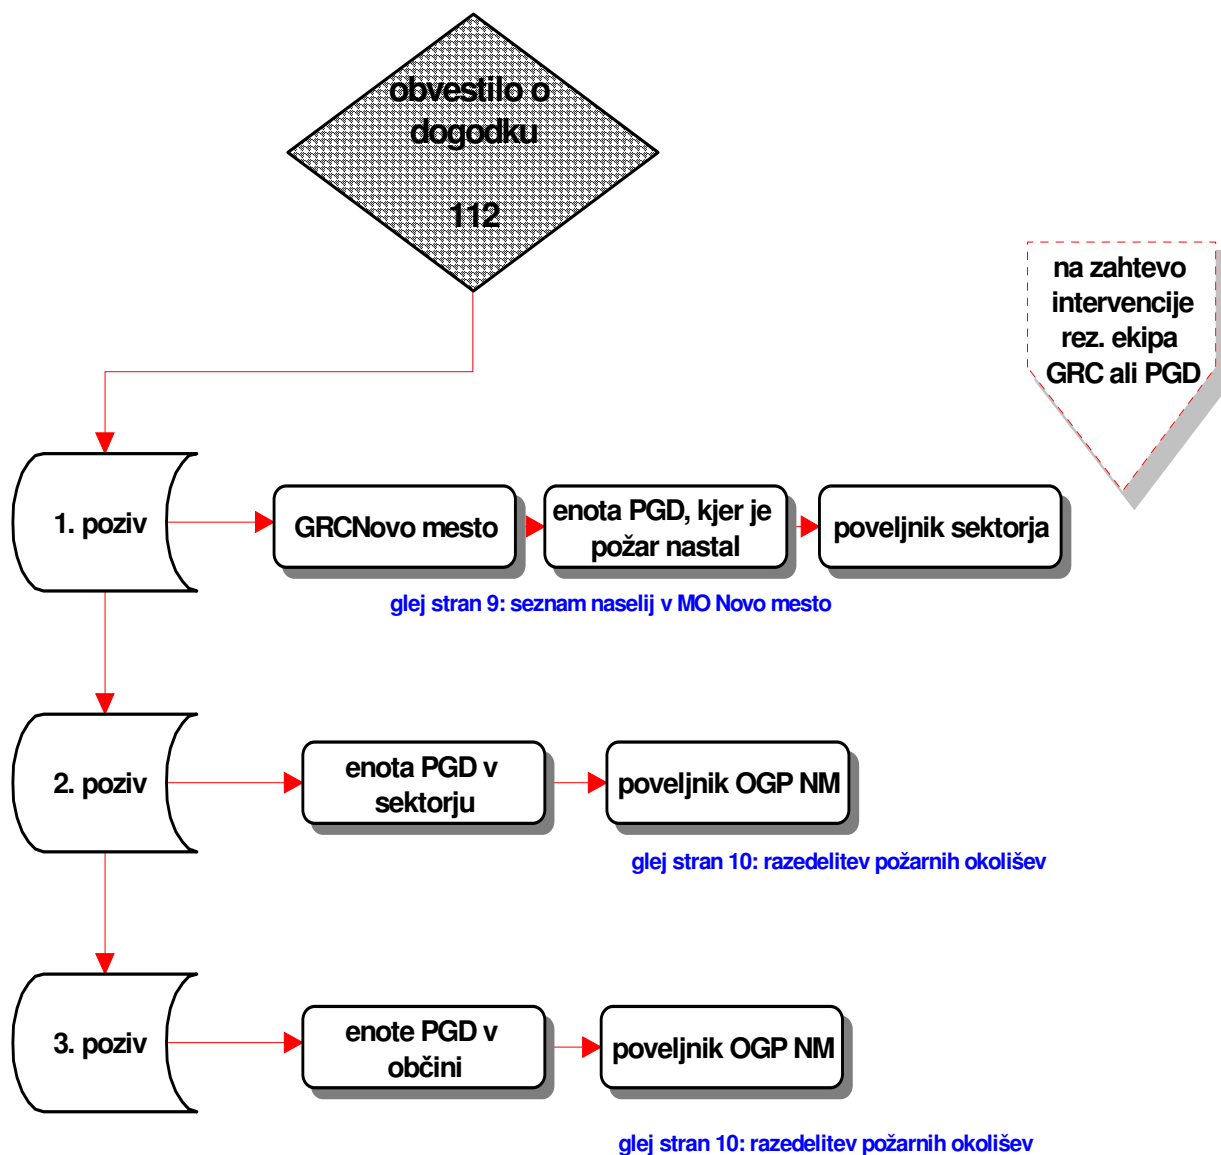 obvestilo o
dogodku
112
na zahtevo
intervencije
rez. ekipa
GRC ali PGD
1. poziv
GRCNovo mesto
enota PGD, kjer je
požar nastal
poveljnik sektorja
glej stran 9: seznam naselij v MO Novo mesto
2. poziv
enota PGD v
sektorju
poveljnik OGP NM
glej stran 10: razedelitev požarnih okolišev
3. poziv
enote PGD v
občini
poveljnik OGP NM
glej stran 10: razedelitev požarnih okolišev